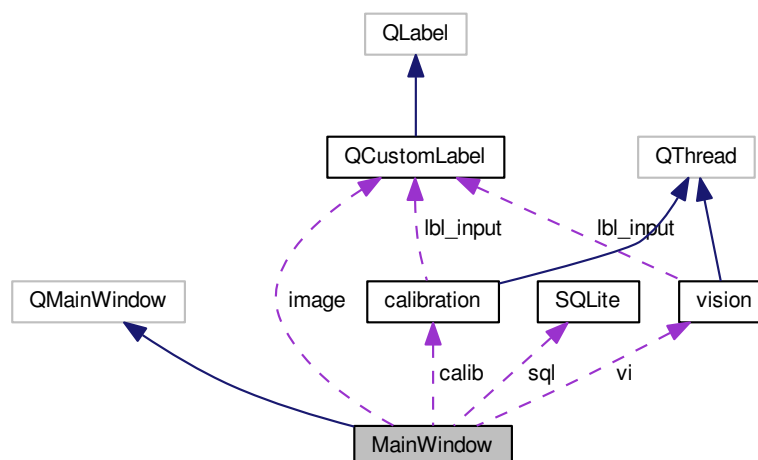 QLabel
QCustomLabel
QThread
lbl_input
lbl_input
QMainWindow
image
calibration
SQLite
vision
calib
sql
vi
MainWindow